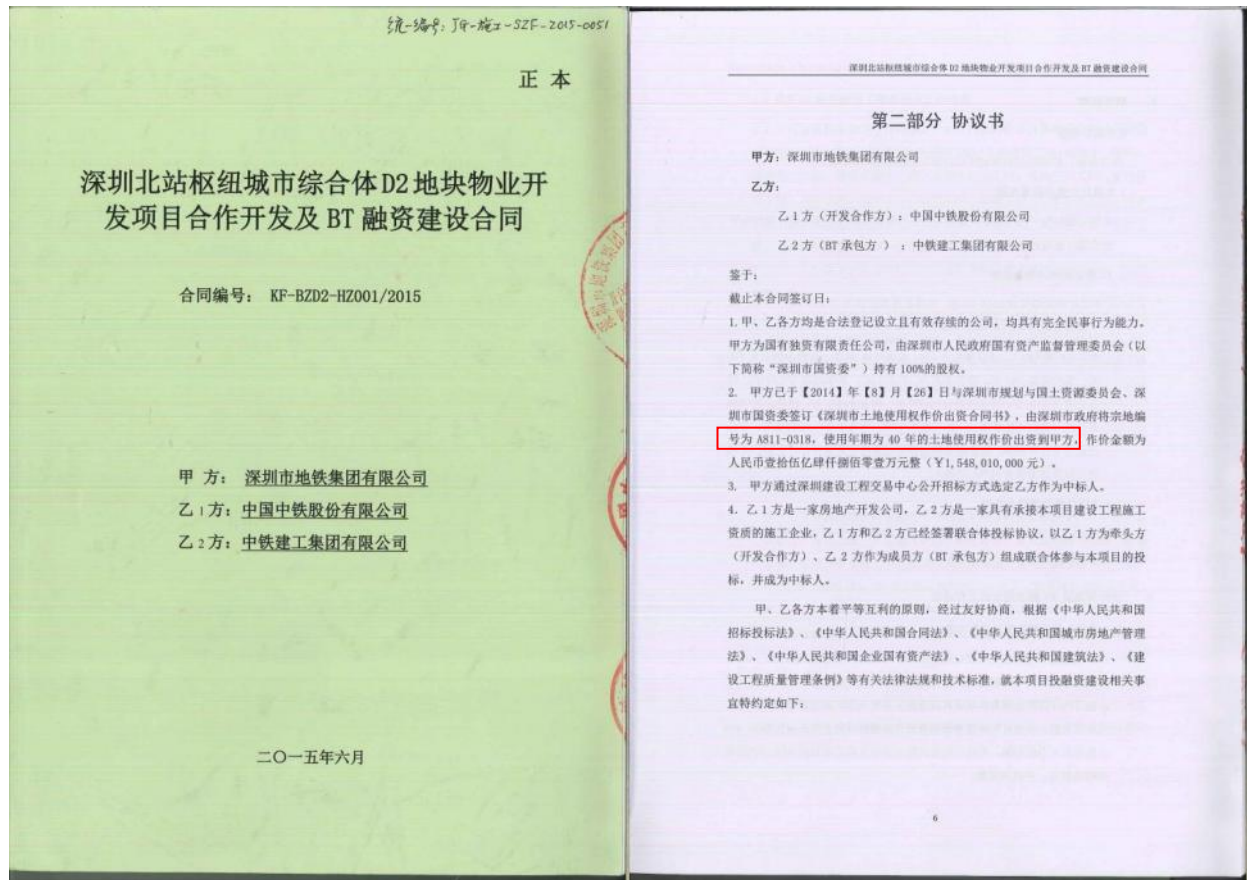 统一编号：JG-施工-SZF-2015-0051
正 本
深圳北站枢纽城市综合体 D2 地块物业开
发项目合作开发及 BT 融资建设合同
合同编号： KF-BZD2-HZ001/2015
甲 方： 深圳市地铁集团有限公司
乙 1 方：中国中铁股份有限公司
乙 2 方：中铁建工集团有限公司
二〇一五年六月
深圳北站枢纽城市综合体 D2 地块物业开发项目合作开发及 BT 融资建设合同
第二部分 协议书
甲方：深圳市地铁集团有限公司
乙方：
乙 1 方（开发合作方）：中国中铁股份有限公司
乙 2 方（BT 承包方 ）：中铁建工集团有限公司
签于：
截止本合同签订日：
1. 甲、乙各方均是合法登记设立且有效存续的公司，均具有完全民事行为能力。
甲方为国有独资有限责任公司，由深圳市人民政府国有资产监督管理委员会（以
下简称“深圳市国资委”）持有 100%的股权。
2. 甲方已于【2014】年【8】月【26】日与深圳市规划与国土资源委员会、深
圳市国资委签订《深圳市土地使用权作价出资合同书》，由深圳市政府将宗地编
号为 A811-0318，使用年期为 40 年的土地使用权作价出资到甲方，作价金额为
人民币壹拾伍亿肆仟捌佰零壹万元整（￥1,548,010,000 元）。
3. 甲方通过深圳建设工程交易中心公开招标方式选定乙方作为中标人。
4. 乙 1 方是一家房地产开发公司，乙 2 方是一家具有承接本项目建设工程施工
资质的施工企业，乙 1 方和乙 2 方已经签署联合体投标协议，以乙 1 方为牵头方
（开发合作方）、乙 2 方作为成员方（BT 承包方）组成联合体参与本项目的投
标，并成为中标人。
甲、乙各方本着平等互利的原则，经过友好协商，根据《中华人民共和国
招标投标法》、《中华人民共和国合同法》、《中华人民共和国城市房地产管理
法》、《中华人民共和国企业国有资产法》、《中华人民共和国建筑法》、《建
设工程质量管理条例》等有关法律法规和技术标准，就本项目投融资建设相关事
宜特约定如下：
6